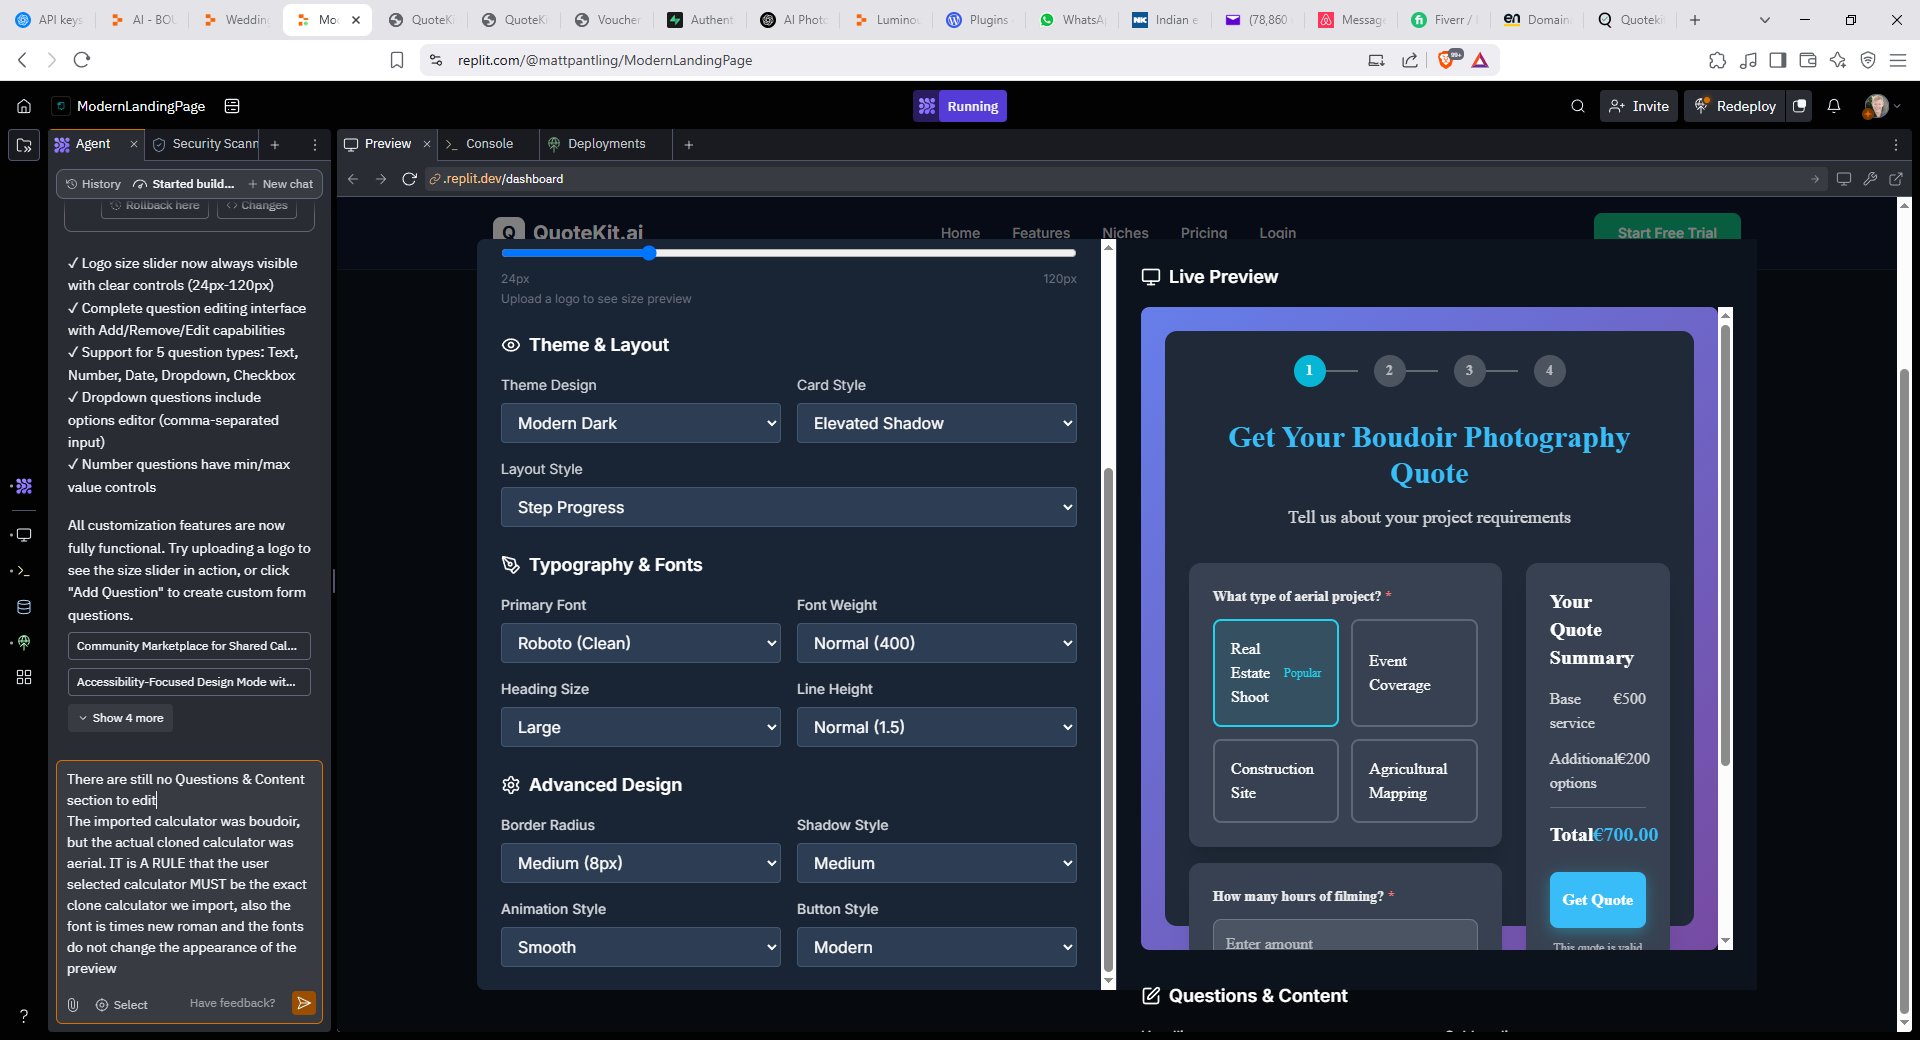 API keys
AI - BOU
Wedding
Mo
QuoteKi
QuoteKi
Voucher
Authent
AI Photo
Luminou
Plugins
WhatsA
Indian e
(78,860
Message
Fiverr /
Domain
Quoteki
replit.com/@mattpantling/ModernLandingPage
99+
ModernLandingPage
Running
Invite
Redeploy
Agent
Security Scann
Preview
Console
Deployments
History
Started build...
New chat
.replit.dev/dashboard
Rollback here
Changes
✓ Logo size slider now always visible
with clear controls (24px-120px)
✓ Complete question editing interface
with Add/Remove/Edit capabilities
✓ Support for 5 question types: Text,
Number, Date, Dropdown, Checkbox
✓ Dropdown questions include
options editor (comma-separated
input)
✓ Number questions have min/max
value controls
All customization features are now
fully functional. Try uploading a logo to
see the size slider in action, or click
"Add Question" to create custom form
questions.
Community Marketplace for Shared Cal...
Accessibility-Focused Design Mode wit...
Show 4 more
There are still no Questions & Content
section to edit
The imported calculator was boudoir,
but the actual cloned calculator was
aerial. IT is A RULE that the user
selected calculator MUST be the exact
clone calculator we import, also the
font is times new roman and the fonts
do not change the appearance of the
preview
Select
Have feedback?
?
Q
QuoteKit.ai
Home
Features
Niches
Pricing
Login
Start Free Trial
24px
120px
Upload a logo to see size preview
Theme & Layout
Theme Design
Card Style
Modern Dark
Elevated Shadow
Layout Style
Step Progress
Typography & Fonts
Primary Font
Font Weight
Roboto (Clean)
Normal (400)
Heading Size
Line Height
Large
Normal (1.5)
Advanced Design
Border Radius
Shadow Style
Medium (8px)
Medium
Animation Style
Button Style
Smooth
Modern
Live Preview
1
2
3
4
Get Your Boudoir Photography
Quote
Tell us about your project requirements
What type of aerial project? *
Real
Estate
Shoot
Popular
Event
Coverage
Construction
Site
Agricultural
Mapping
How many hours of filming? *
Enter amount
Your
Quote
Summary
Base
service
€500
Additional€200
options
Total€700.00
Get Quote
This quote is valid
Questions & Content